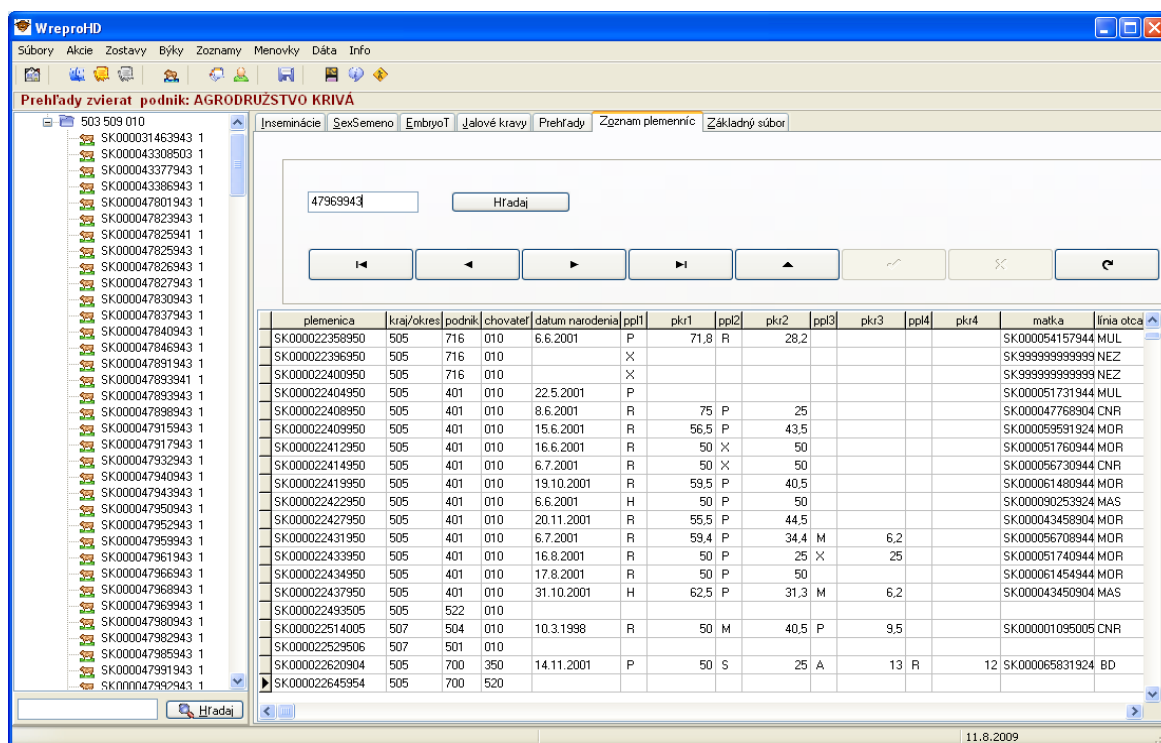 WreproHD
Súbory Akcie Zostavy Býky Zoznamy Menovky Dáta Info
Prehľady zvierat podnik: AGRODRUŽSTVO KRIVÁ
503 509 010
SK000031463943 1
SK000043308503 1
SK000043377943 1
SK000043386943 1
SK000047801943 1
SK000047823943 1
SK000047825941 1
SK000047825943 1
SK000047826943 1
SK000047827943 1
SK000047830943 1
SK000047837943 1
SK000047840943 1
SK000047846943 1
SK000047891943 1
SK000047893941 1
SK000047893943 1
SK000047898943 1
SK000047915943 1
SK000047917943 1
SK000047932943 1
SK000047940943 1
SK000047943943 1
SK000047950943 1
SK000047952943 1
SK000047959943 1
SK000047961943 1
SK000047966943 1
SK000047968943 1
SK000047969943 1
SK000047980943 1
SK000047982943 1
SK000047985943 1
SK000047991943 1
SK000047992943 1
Hľadaj
Inseminácie SexSemeno EmbryoT Jalové kravy Prehľady Zoznam plemenníc Základný súbor
47969943 Hľadaj
plemenica kraj/okres podnik chovateľ datum narodenia ppl1 pkr1 ppl2 pkr2 ppl3 pkr3 ppl4 pkr4 matka línia otca
SK000022358950 505 716 010 6.6.2001 P 71,8 R 28,2 SK000054157944 MUL
SK000022396950 505 716 010 X SK999999999999 NEZ
SK000022400950 505 716 010 X SK999999999999 NEZ
SK000022404950 505 401 010 22.5.2001 P SK000051731944 MUL
SK000022408950 505 401 010 8.6.2001 R 75 P 25 SK000047768904 CNR
SK000022409950 505 401 010 15.6.2001 R 56,5 P 43,5 SK000059591924 MOR
SK000022412950 505 401 010 16.6.2001 R 50 X 50 SK000051760944 MOR
SK000022414950 505 401 010 6.7.2001 R 50 X 50 SK000056730944 CNR
SK000022419950 505 401 010 19.10.2001 R 59,5 P 40,5 SK000061480944 MOR
SK000022422950 505 401 010 6.6.2001 H 50 P 50 SK000090253924 MAS
SK000022427950 505 401 010 20.11.2001 R 55,5 P 44,5 SK000043458904 MOR
SK000022431950 505 401 010 6.7.2001 R 59,4 P 34,4 M 6,2 SK000056708944 MOR
SK000022433950 505 401 010 16.8.2001 R 50 P 25 X 25 SK000051740944 MOR
SK000022434950 505 401 010 17.8.2001 R 50 P 50 SK000061454944 MOR
SK000022437950 505 401 010 31.10.2001 H 62,5 P 31,3 M 6,2 SK000043450904 MAS
SK000022493505 505 522 010
SK000022514005 507 504 010 10.3.1998 R 50 M 40,5 P 9,5 SK000001095005 CNR
SK000022529506 507 501 010
SK000022620904 505 700 350 14.11.2001 P 50 S 25 A 13 R 12 SK000065831924 BD
SK000022645954 505 700 520
11.8.2009